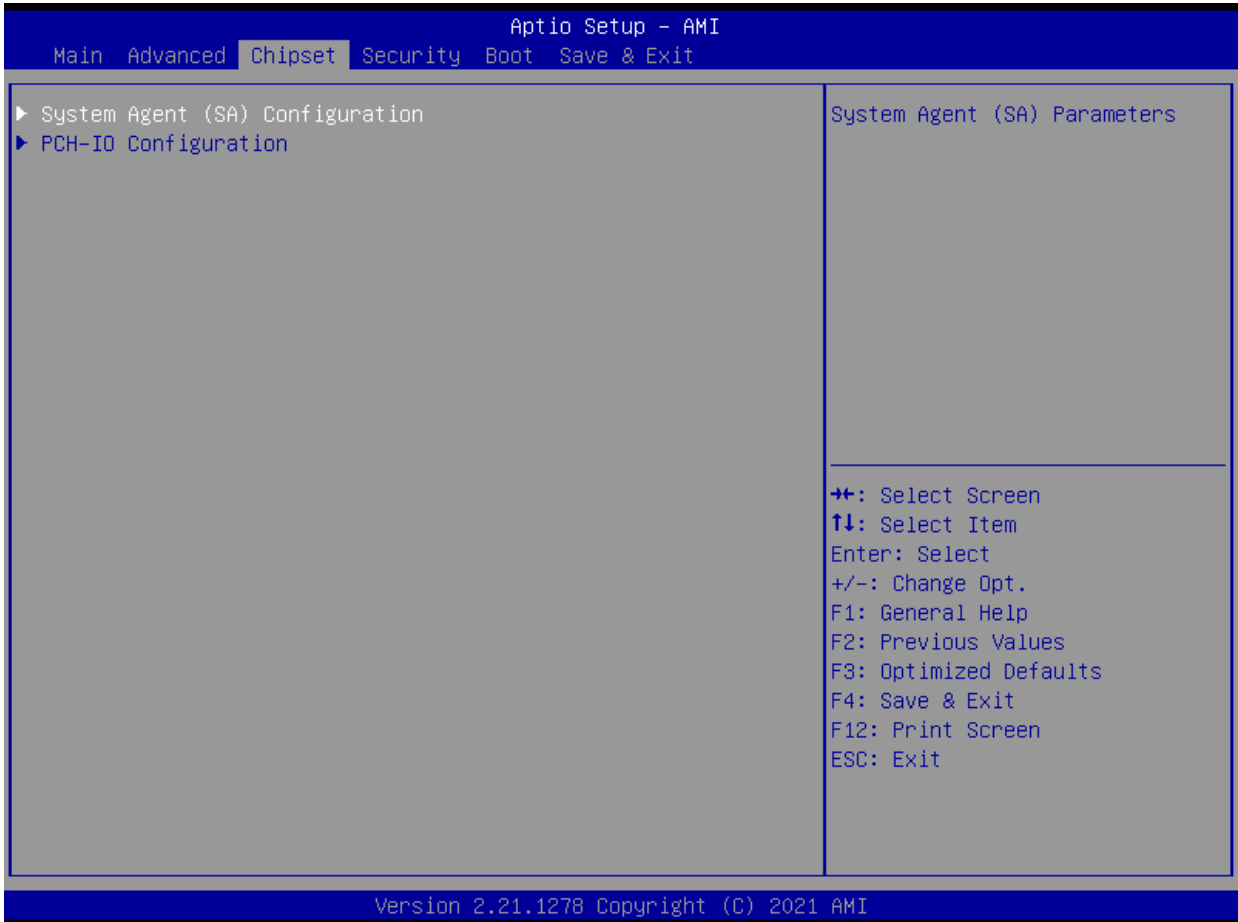 Aptio Setup – AMI
Main Advanced Chipset Security Boot Save & Exit
System Agent (SA) Configuration
PCH-IO Configuration
System Agent (SA) Parameters
→←: Select Screen
↑↓: Select Item
Enter: Select
+/-: Change Opt.
F1: General Help
F2: Previous Values
F3: Optimized Defaults
F4: Save & Exit
F12: Print Screen
ESC: Exit
Version 2.21.1278 Copyright (C) 2021 AMI